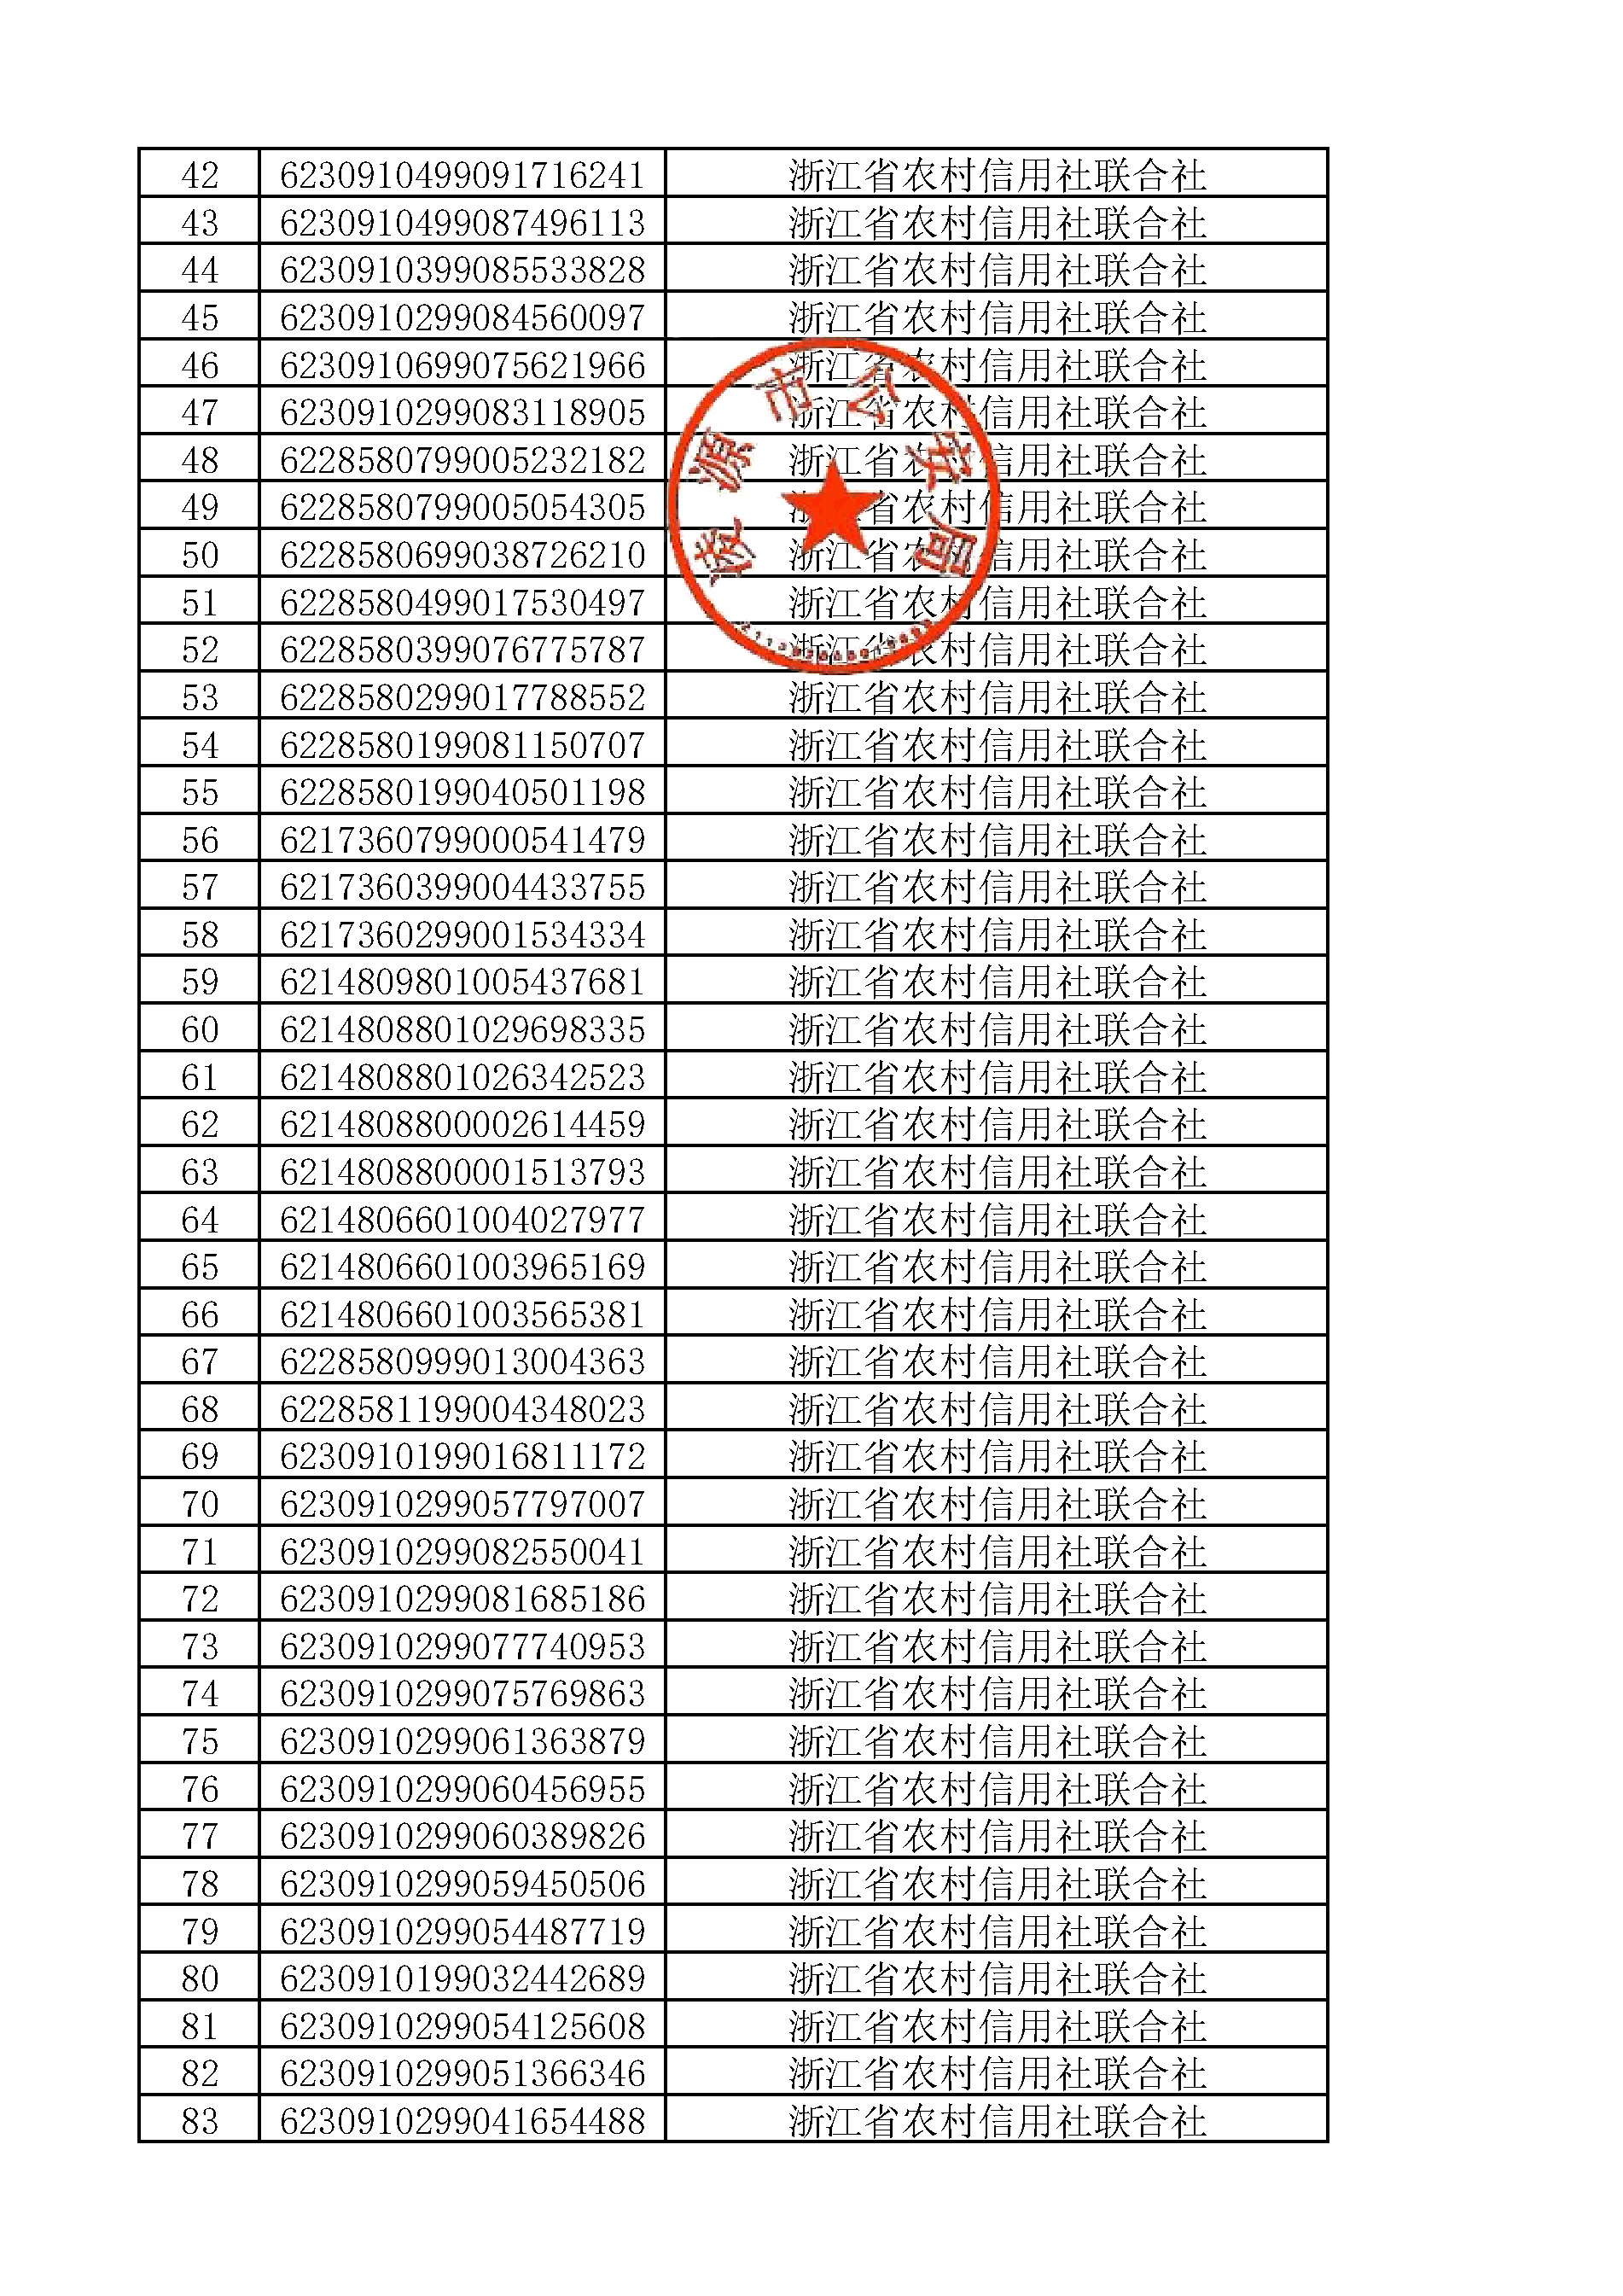 42 6230910499091716241 浙江省农村信用社联合社
43 6230910499087496113 浙江省农村信用社联合社
44 6230910399085533828 浙江省农村信用社联合社
45 6230910299084560097 浙江省农村信用社联合社
46 6230910699075621966 浙江省农村信用社联合社
47 6230910299083118905 浙江省农村信用社联合社
48 6228580799005232182 浙江省农村信用社联合社
49 6228580799005054305 浙江省农村信用社联合社
50 6228580699038726210 浙江省农村信用社联合社
51 6228580499017530497 浙江省农村信用社联合社
52 6228580399076775787 浙江省农村信用社联合社
凌源市公安局
53 6228580299017788552 浙江省农村信用社联合社
54 6228580199081150707 浙江省农村信用社联合社
55 6228580199040501198 浙江省农村信用社联合社
56 6217360799000541479 浙江省农村信用社联合社
57 6217360399004433755 浙江省农村信用社联合社
58 6217360299001534334 浙江省农村信用社联合社
59 6214809801005437681 浙江省农村信用社联合社
60 6214808801029698335 浙江省农村信用社联合社
61 6214808801026342523 浙江省农村信用社联合社
62 6214808800002614459 浙江省农村信用社联合社
63 6214808800001513793 浙江省农村信用社联合社
64 6214806601004027977 浙江省农村信用社联合社
65 6214806601003965169 浙江省农村信用社联合社
66 6214806601003565381 浙江省农村信用社联合社
67 6228580999013004363 浙江省农村信用社联合社
68 6228581199004348023 浙江省农村信用社联合社
69 6230910199016811172 浙江省农村信用社联合社
70 6230910299057797007 浙江省农村信用社联合社
71 6230910299082550041 浙江省农村信用社联合社
72 6230910299081685186 浙江省农村信用社联合社
73 6230910299077740953 浙江省农村信用社联合社
74 6230910299075769863 浙江省农村信用社联合社
75 6230910299061363879 浙江省农村信用社联合社
76 6230910299060456955 浙江省农村信用社联合社
77 6230910299060389826 浙江省农村信用社联合社
78 6230910299059450506 浙江省农村信用社联合社
79 6230910299054487719 浙江省农村信用社联合社
80 6230910199032442689 浙江省农村信用社联合社
81 6230910299054125608 浙江省农村信用社联合社
82 6230910299051366346 浙江省农村信用社联合社
83 6230910299041654488 浙江省农村信用社联合社